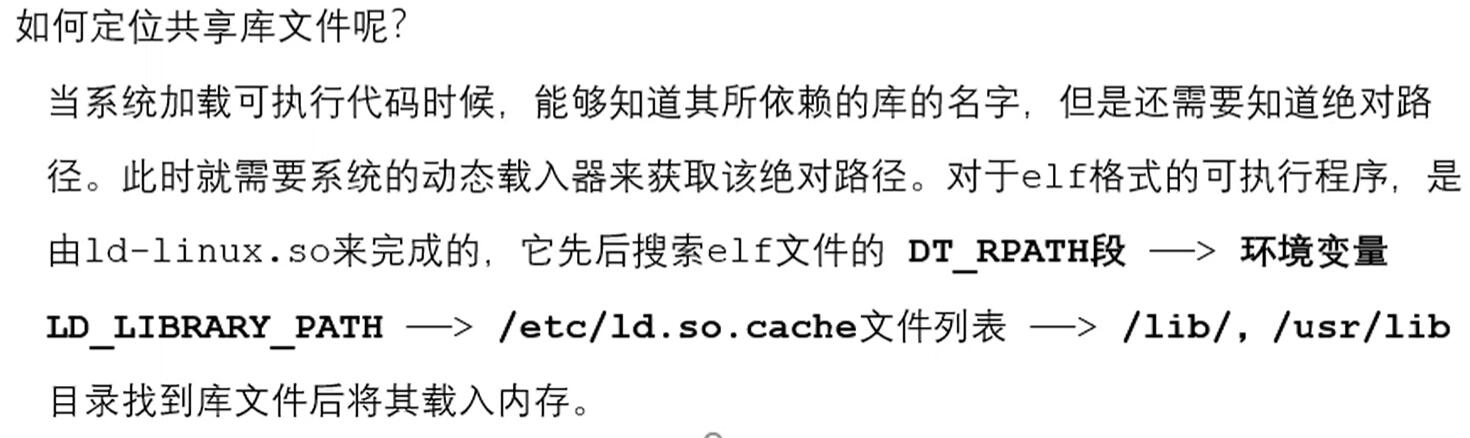 如何定位共享库文件呢？
当系统加载可执行代码时候，能够知道其所依赖的库的名字，但是还需要知道绝对路
径。此时就需要系统的动态载入器来获取该绝对路径。对于elf格式的可执行程序，是
由ld-linux.so来完成的，它先后搜索elf文件的 DT_RPATH段 ——> 环境变量
LD_LIBRARY_PATH ——> /etc/ld.so.cache文件列表 ——> /lib/，/usr/lib
目录找到库文件后将其载入内存。